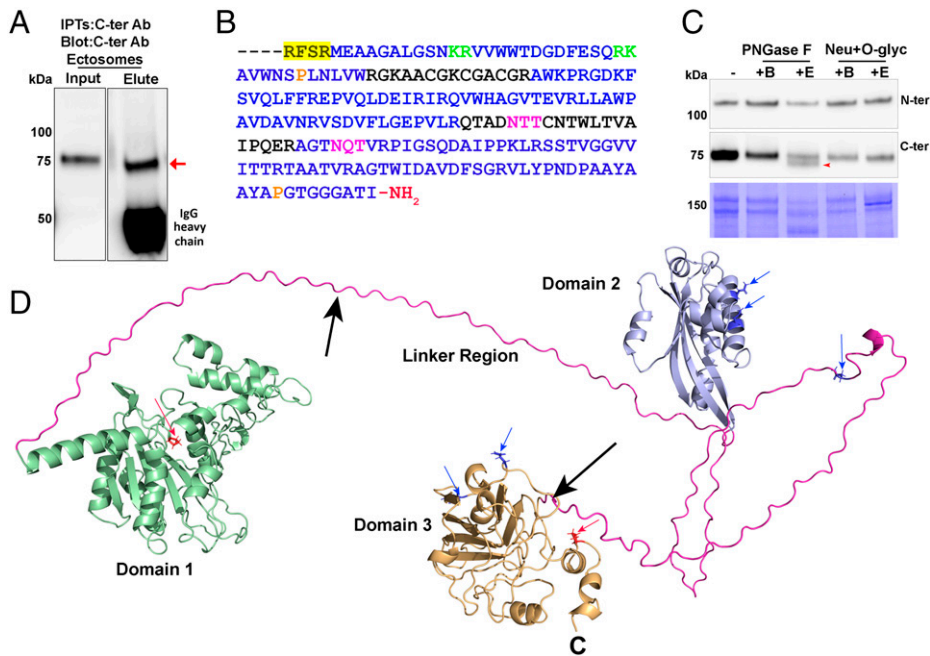 A
IPTs:C-ter Ab
Blot:C-ter Ab
Ectosomes
Input Elute
kDa
100
75
50
IgG
heavy
chain
B
----RFSRMEAAGALGSNKRVVWWTDGDFESQRK
AVWNSPLNLVWRGKAACGKCGACGRAWKPRGDKF
SVQLFFREPVQLDEIRIRQVWHAGVTEVRLLAWP
AVDAVNRVSDVFLGEPVLRQTADNTTCNTWLTVA
IPQERAGTNQTVRPIGSQDAIPPKLRSSTVGGVV
ITTRTAATVRAGTWIDAVDFSGRVLYPNDPAAYA
AYAPGTGGGATI-NH2
C
PNGase F Neu+O-glyc
kDa - +B +E +B +E
100
N-ter
C-ter
75
150
D
Domain 1
Linker Region
Domain 2
Domain 3
C